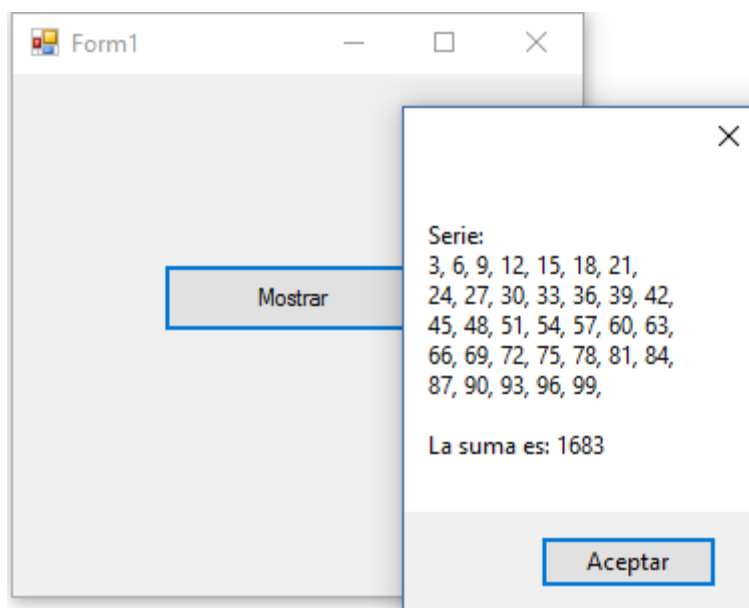 Form1
Mostrar
Serie:
3, 6, 9, 12, 15, 18, 21,
24, 27, 30, 33, 36, 39, 42,
45, 48, 51, 54, 57, 60, 63,
66, 69, 72, 75, 78, 81, 84,
87, 90, 93, 96, 99,
La suma es: 1683
Aceptar